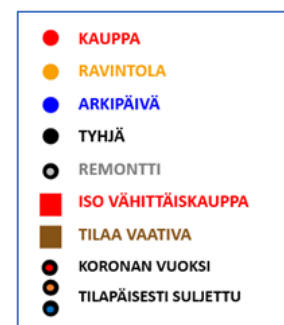 KAUPPA
RAVINTOLA
ARKIPÄIVÄ
TYHJÄ
REMONTTI
ISO VÄHITTÄISKAUPPA
TILAA VAATIVA
KORONAN VUOKSI
TILAPÄISESTI SULJETTU